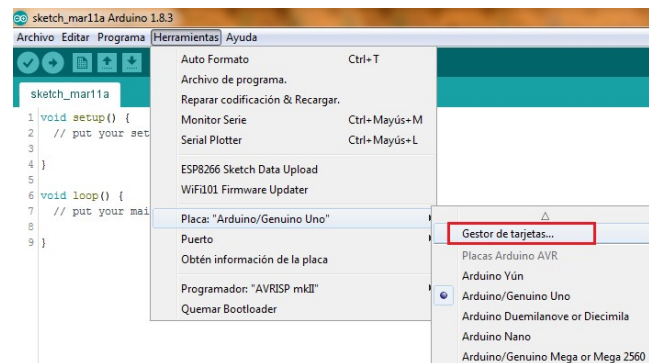 sketch_mar11a Arduino 1.8.3
Archivo Editar Programa Herramientas Ayuda
sketch_mar11a
1 void setup() {
2 // put your set
3
4 }
5
6 void loop() {
7 // put your mai
8
9 }
Auto Formato Ctrl+T
Archivo de programa.
Reparar codificación & Recargar.
Monitor Serie Ctrl+Mayús+M
Serial Plotter Ctrl+Mayús+L
ESP8266 Sketch Data Upload
WiFi101 Firmware Updater
Placa: "Arduino/Genuino Uno"
Puerto
Obtén información de la placa
Programador: "AVRISP mkII"
Quemar Bootloader
Gestor de tarjetas...
Placas Arduino AVR
Arduino Yún
Arduino/Genuino Uno
Arduino Duemilanove or Diecimila
Arduino Nano
Arduino/Genuino Mega or Mega 2560